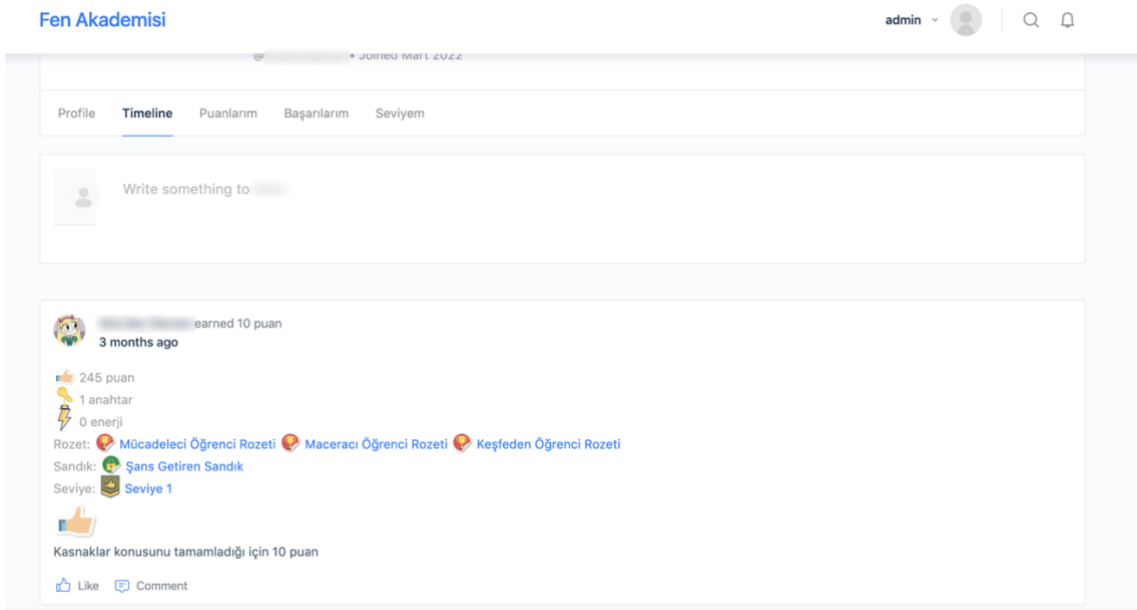 Fen Akademisi
admin
@ • Joined Mart 2022
Profile Timeline Puanlarım Başarılarım Seviyem
Write something to
earned 10 puan
3 months ago
245 puan
1 anahtar
0 enerji
Rozet: Mücadeleci Öğrenci Rozeti Maceracı Öğrenci Rozeti Keşfeden Öğrenci Rozeti
Sandık: Şans Getiren Sandık
Seviye: Seviye 1
Kasnaklar konusunu tamamladığı için 10 puan
Like Comment